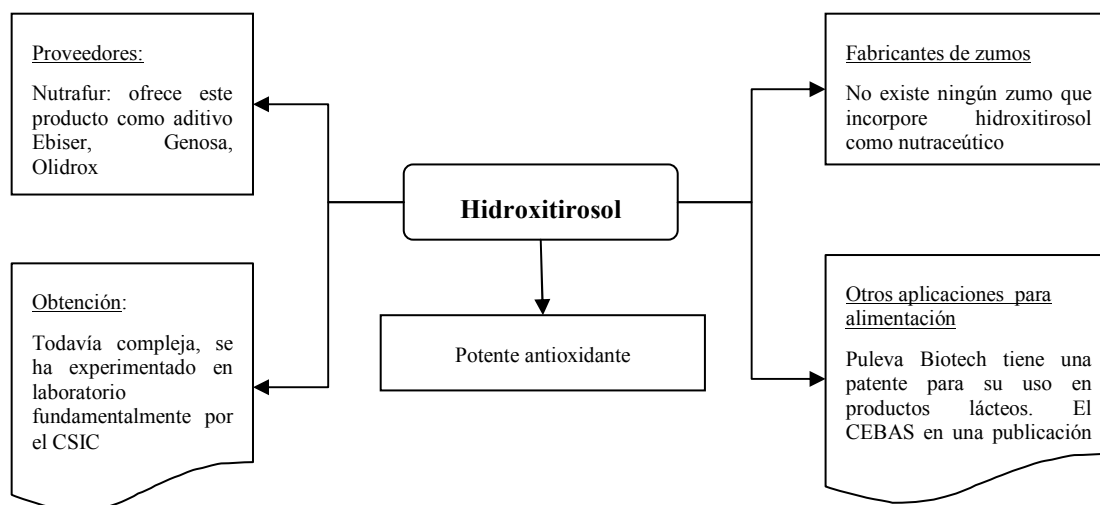 Proveedores:
Nutrafur: ofrece este
producto como aditivo
Ebiser, Genosa,
Olidrox
Fabricantes de zumos
No existe ningún zumo que
incorpore hidroxitirosol
como nutraceútico
Hidroxitirosol
Obtención:
Todavía compleja, se
ha experimentado en
laboratorio
fundamentalmente por
el CSIC
Potente antioxidante
Otros aplicaciones para
alimentación
Puleva Biotech tiene una
patente para su uso en
productos lácteos. El
CEBAS en una publicación